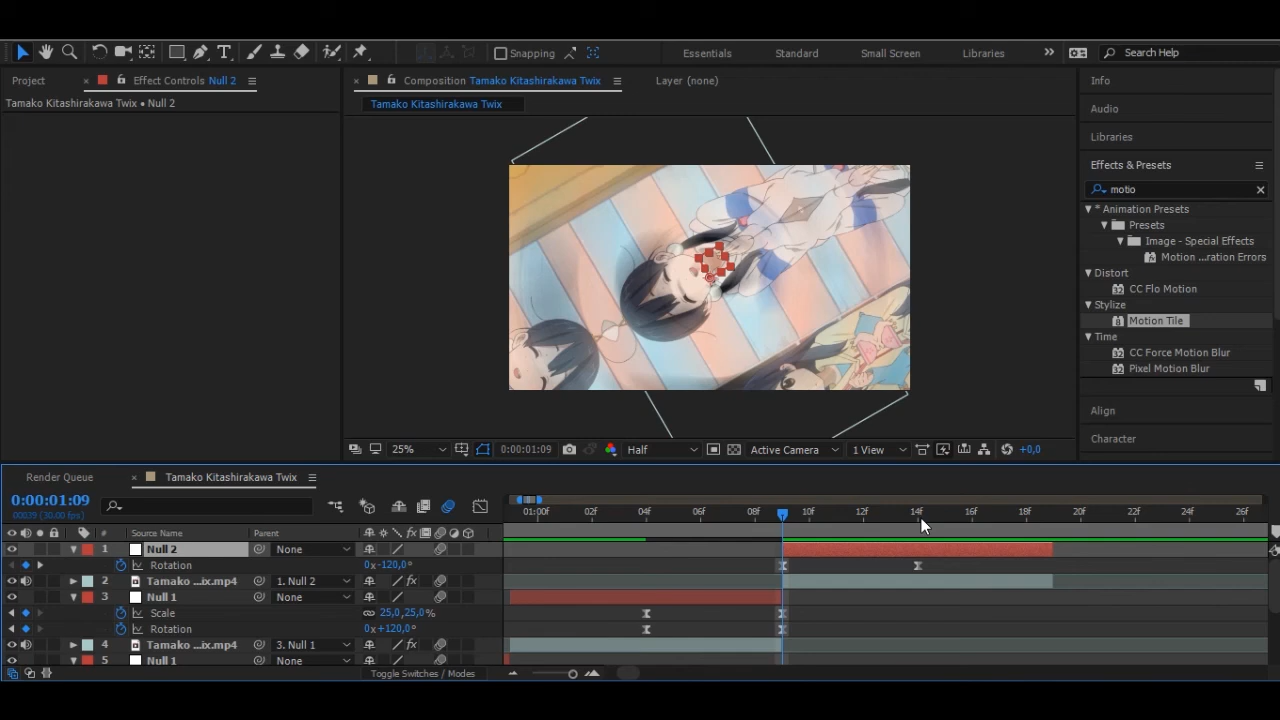 Snapping
Essentials
Standard
Small Screen
Libraries
Search Help
Project
Effect Controls Null 2
Composition Tamako Kitashirakawa Twix
Layer (none)
Info
Tamako Kitashirakawa Twix • Null 2
Tamako Kitashirakawa Twix
Audio
Libraries
Effects & Presets
motio
* Animation Presets
Presets
Image - Special Effects
Motion ...ration Errors
Distort
CC Flo Motion
Stylize
Motion Tile
Time
CC Force Motion Blur
Pixel Motion Blur
Align
Character
25%
0:00:01:09
Half
Active Camera
1 View
+0,0
Render Queue
Tamako Kitashirakawa Twix
0:00:01:09
00039 (30.00 fps)
01:00f 02f 04f 06f 08f 10f 12f 14f 16f 18f 20f 22f 24f 26f
# Source Name Parent
1 Null 2 None
Rotation 0x-120,0°
2 Tamako ...ix.mp4 1. Null 2
3 Null 1 None
Scale 25,0,25,0%
Rotation 0x+120,0°
4 Tamako ...ix.mp4 3. Null 1
5 Null 1 None
Toggle Switches / Modes